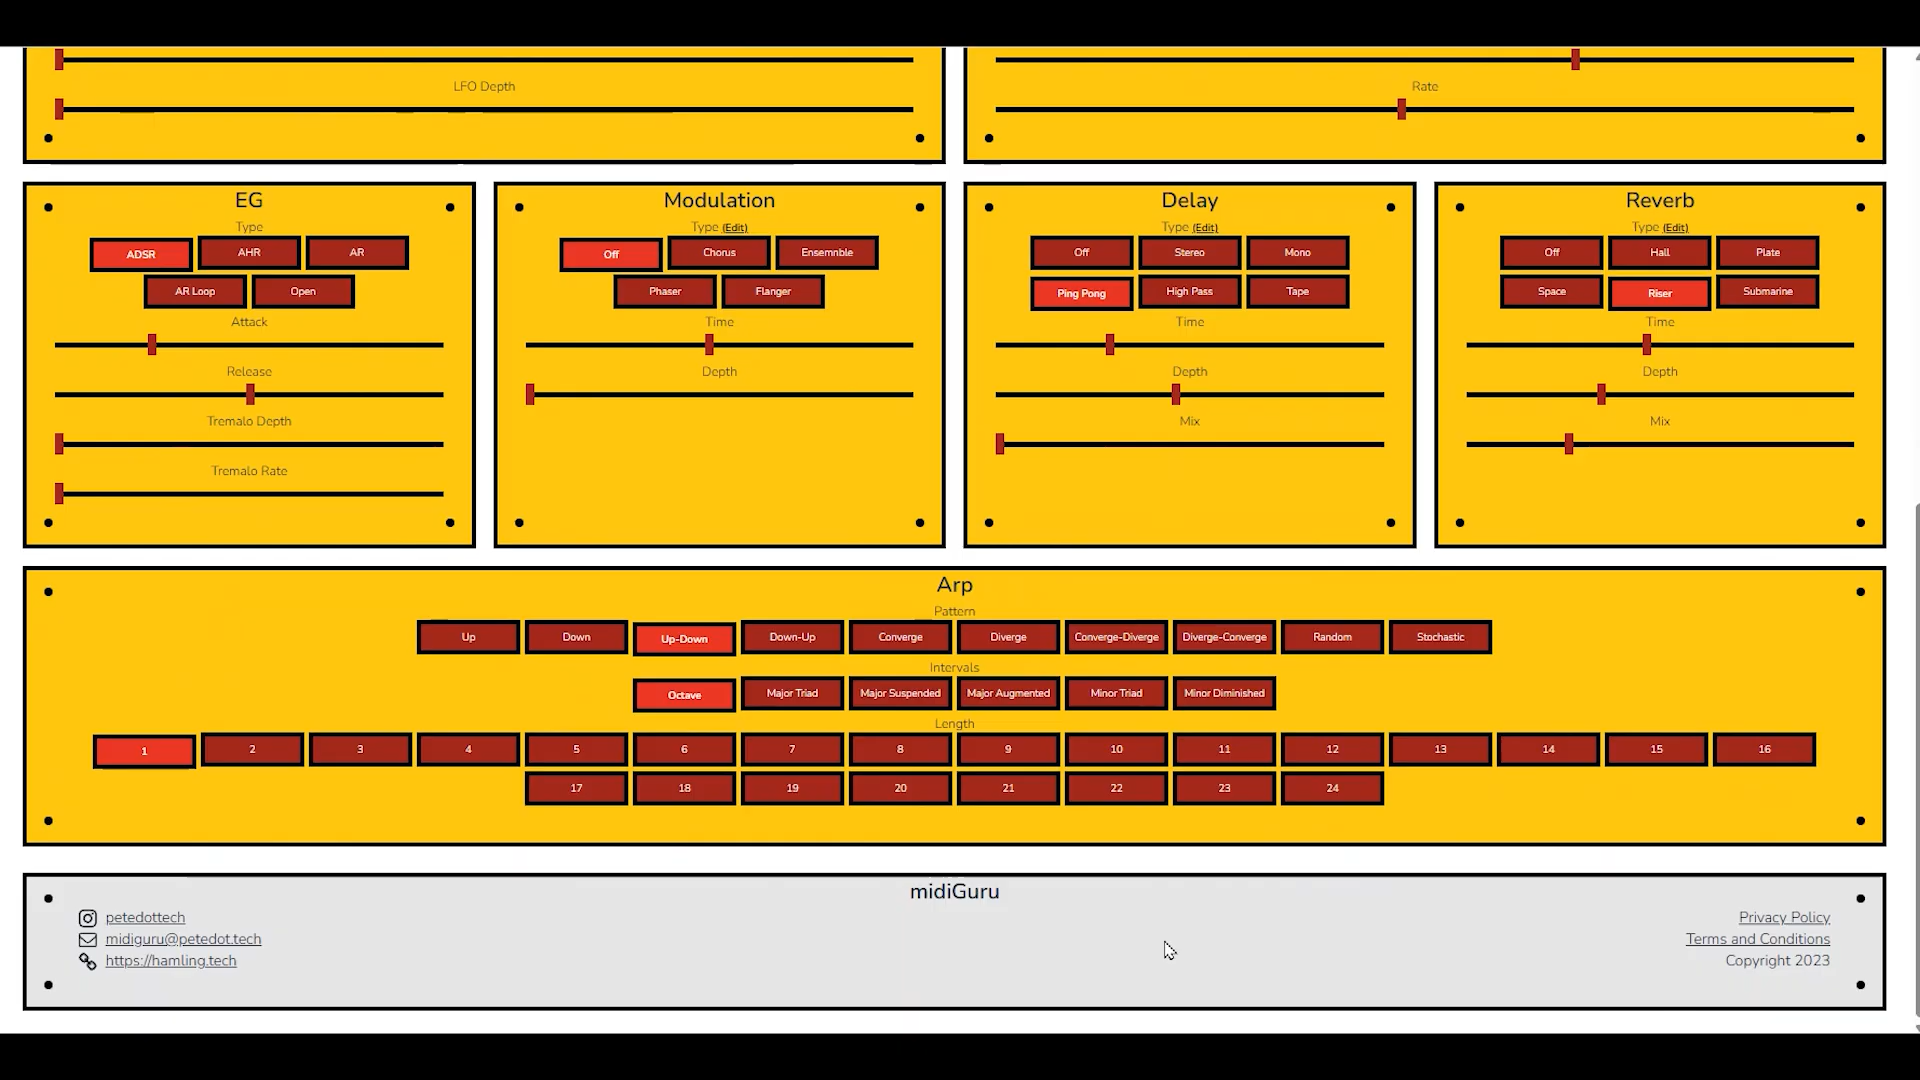 LFO Depth
Rate
EG
Type
ADSR AHR AR
AR Loop Open
Attack
Release
Tremalo Depth
Tremalo Rate
Modulation
Type (Edit)
Off Chorus Ensemnble
Phaser Flanger
Time
Depth
Delay
Type (Edit)
Off Stereo Mono
Ping Pong High Pass Tape
Time
Depth
Mix
Reverb
Type (Edit)
Off Hall Plate
Space Riser Submarine
Time
Depth
Mix
Arp
Pattern
Up Down Up-Down Down-Up Converge Diverge Converge-Diverge Diverge-Converge Random Stochastic
Intervals
Octave Major Triad Major Suspended Major Augmented Minor Triad Minor Diminished
Length
1 2 3 4 5 6 7 8 9 10 11 12 13 14 15 16
17 18 19 20 21 22 23 24
midiGuru
petedottech
midiguru@petedot.tech
https://hamling.tech
Privacy Policy
Terms and Conditions
Copyright 2023